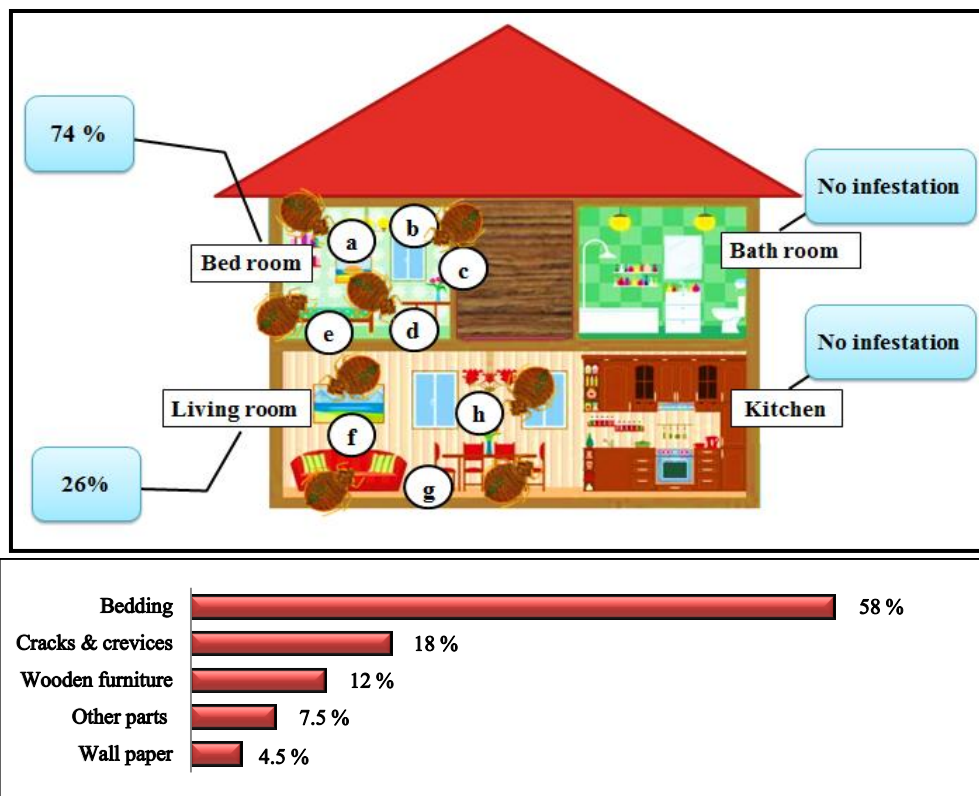 74 %
No infestation
a
b
Bed room
c
Bath room
e
d
No infestation
Living room
h
Kitchen
f
26%
g
Bedding 58 %
Cracks & crevices 18 %
Wooden furniture 12 %
Other parts 7.5 %
Wall paper 4.5 %